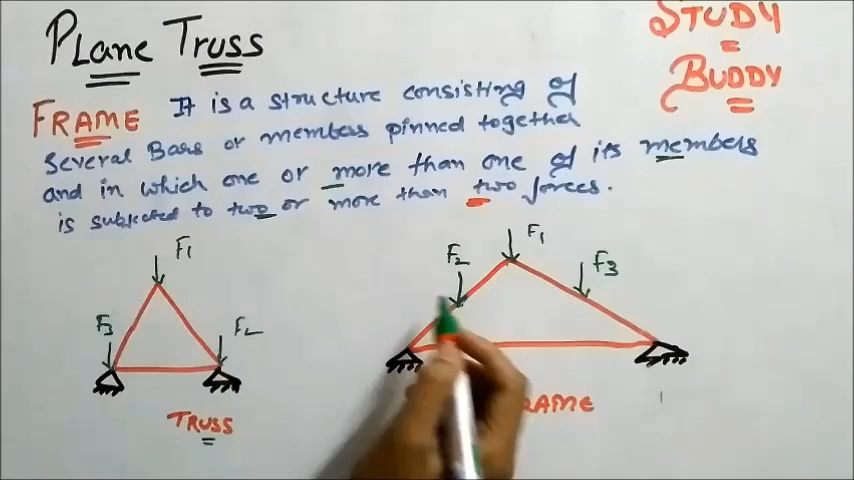 PLane Truss
STUDY
BUDDY
FRAME It is a structure consisting of
several Bars or members pinned together
and in which one or more than one of its members
is subjected to two or more than two forces.
F1
F3
F2
TRUSS
F1
F2
F3
RAME